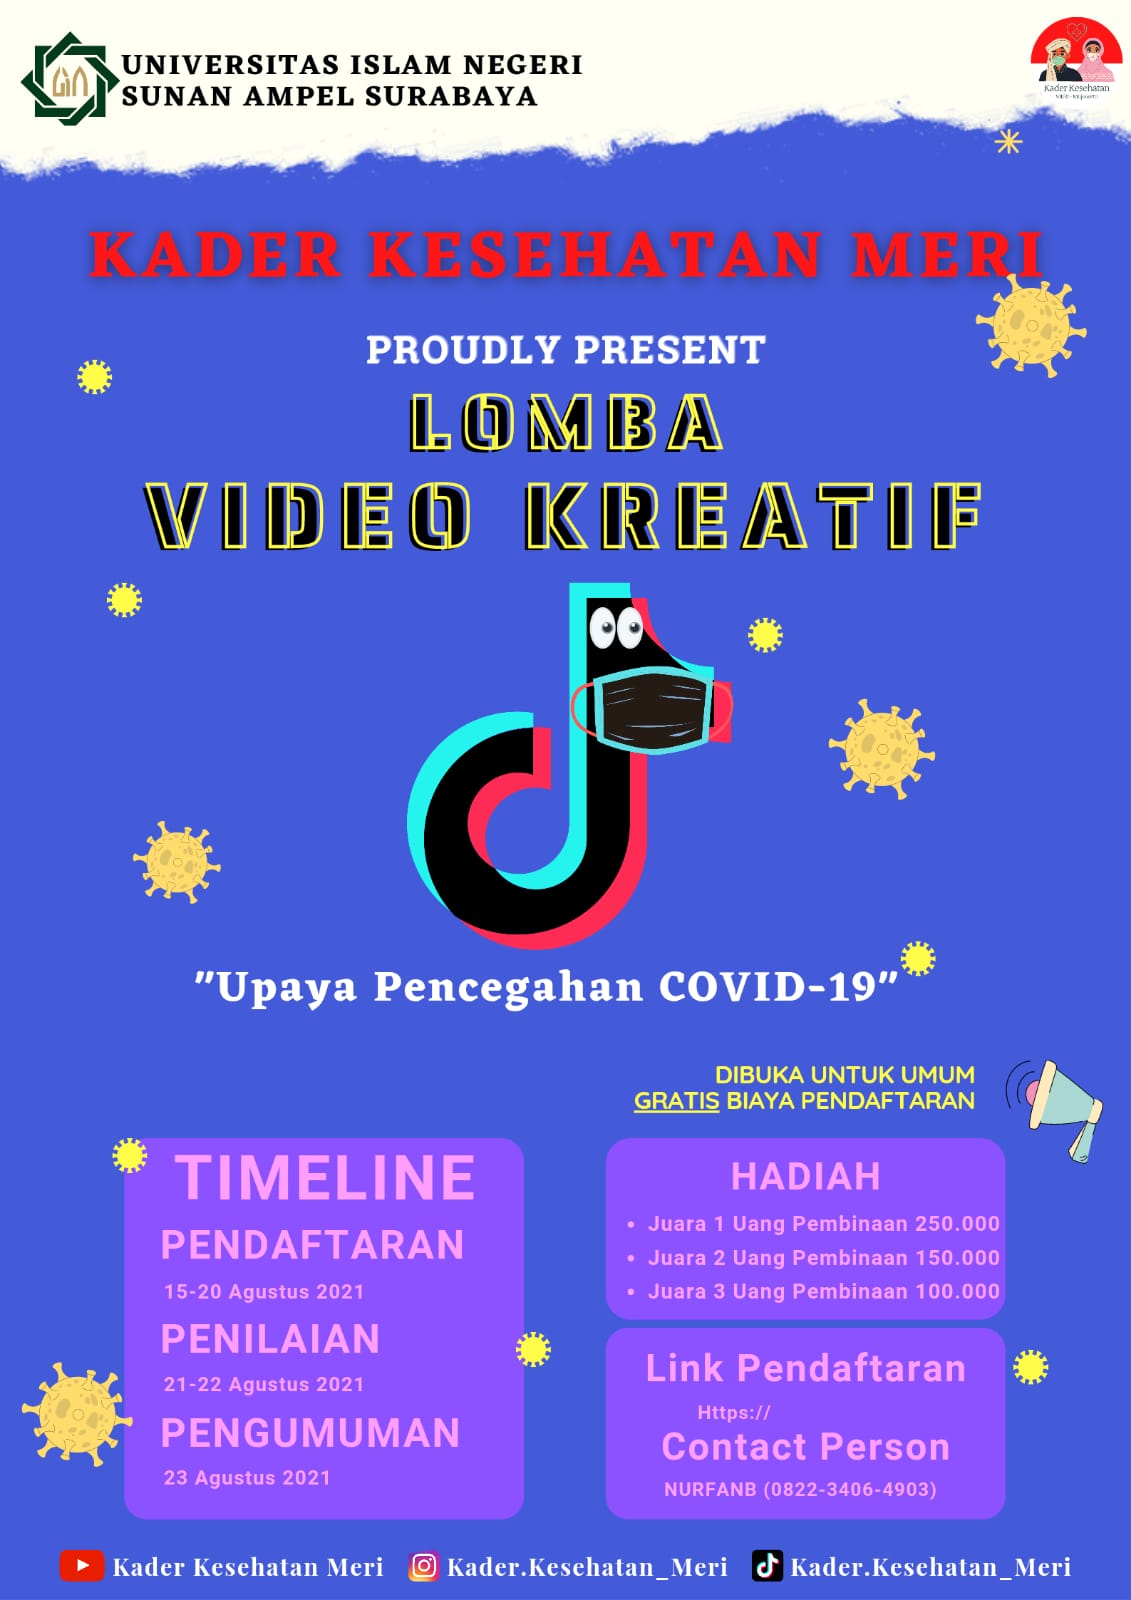 UNIVERSITAS ISLAM NEGERI
SUNAN AMPEL SURABAYA
Kader Kesehatan
KADER KESEHATAN MERI
PROUDLY PRESENT
LOMBA
VIDEO KREATIF
"Upaya Pencegahan COVID-19"
DIBUKA UNTUK UMUM
GRATIS BIAYA PENDAFTARAN
TIMELINE
PENDAFTARAN
15-20 Agustus 2021
PENILAIAN
21-22 Agustus 2021
PENGUMUMAN
23 Agustus 2021
HADIAH
• Juara 1 Uang Pembinaan 250.000
• Juara 2 Uang Pembinaan 150.000
• Juara 3 Uang Pembinaan 100.000
Link Pendaftaran
Https://
Contact Person
NURFANB (0822-3406-4903)
Kader Kesehatan Meri
Kader.Kesehatan_Meri
Kader.Kesehatan_Meri